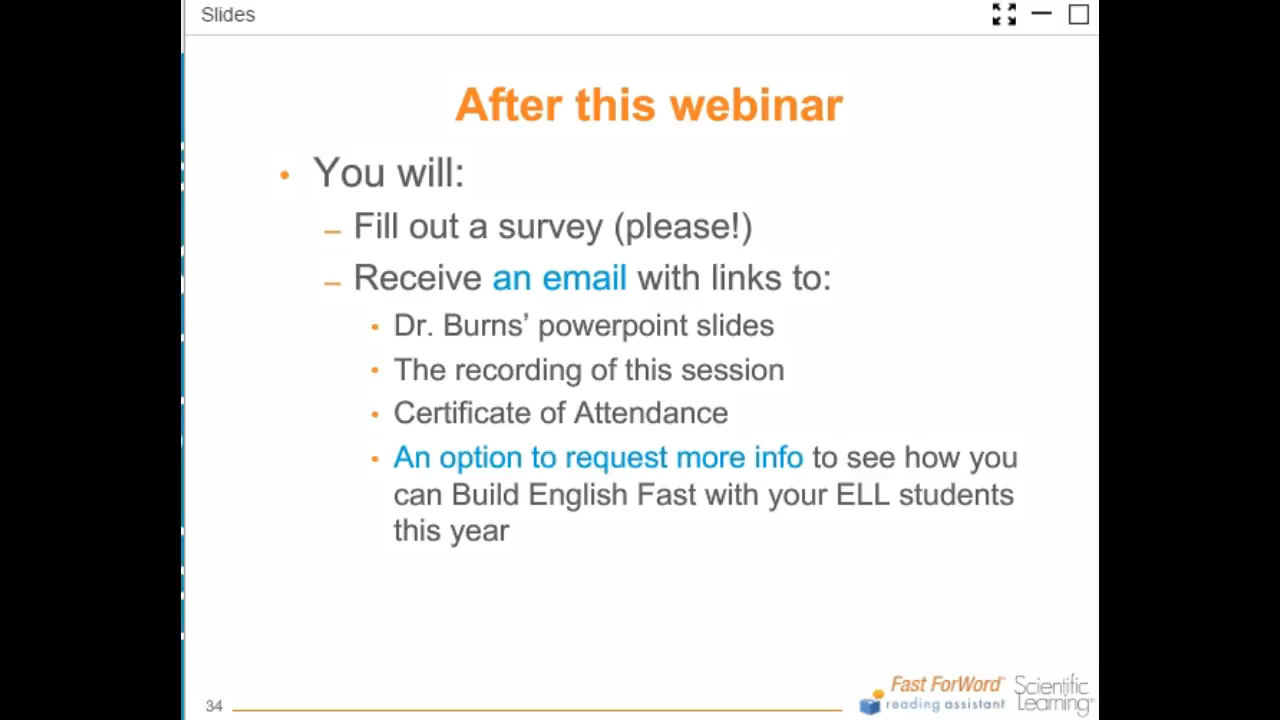 Slides
After this webinar
• You will:
– Fill out a survey (please!)
– Receive an email with links to:
• Dr. Burns’ powerpoint slides
• The recording of this session
• Certificate of Attendance
• An option to request more info to see how you
can Build English Fast with your ELL students
this year
34
Fast ForWord
reading assistant
Scientific
Learning